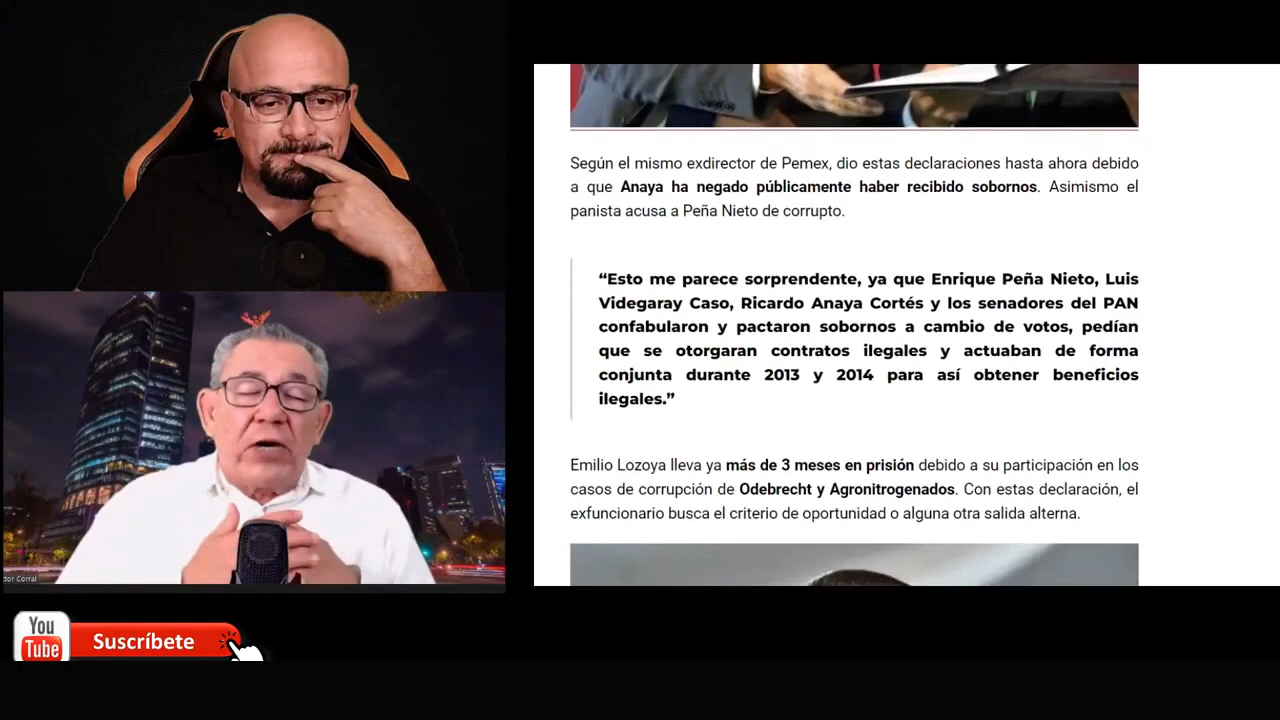 Según el mismo exdirector de Pemex, dio estas declaraciones hasta ahora debido
a que Anaya ha negado públicamente haber recibido sobornos. Asimismo el
panista acusa a Peña Nieto de corrupto.
“Esto me parece sorprendente, ya que Enrique Peña Nieto, Luis
Videgaray Caso, Ricardo Anaya Cortés y los senadores del PAN
confabularon y pactaron sobornos a cambio de votos, pedían
que se otorgaran contratos ilegales y actuaban de forma
conjunta durante 2013 y 2014 para así obtener beneficios
ilegales.”
Emilio Lozoya lleva ya más de 3 meses en prisión debido a su participación en los
casos de corrupción de Odebrecht y Agronitrogenados. Con estas declaración, el
exfuncionario busca el criterio de oportunidad o alguna otra salida alterna.
ctor Corral
You
Tube
Suscríbete